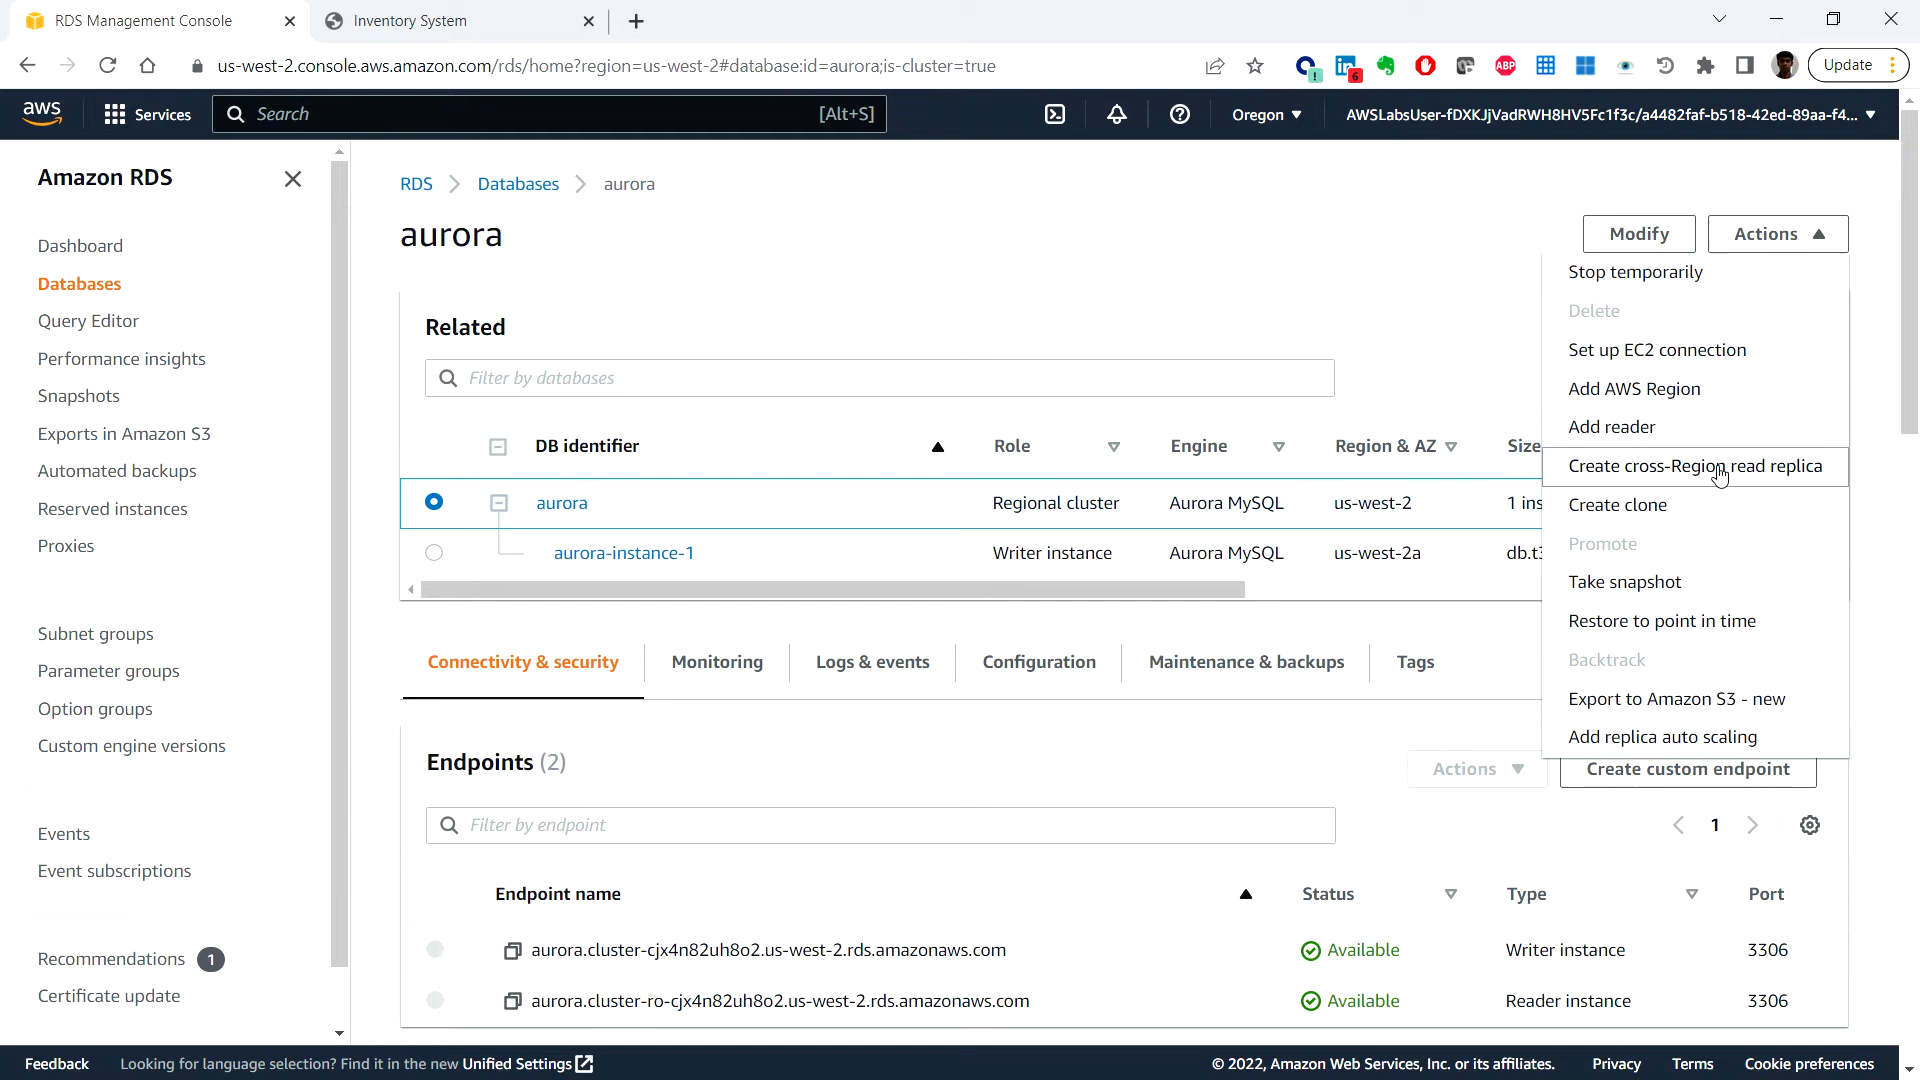 RDS Management Console
Inventory System
us-west-2.console.aws.amazon.com/rds/home?region=us-west-2#database:id=aurora;is-cluster=true
6
ABP
Update
aws
Services
Search
[Alt+S]
Oregon
AWSLabsUser-fDXKJjVadRWH8HV5Fc1f3c/a4482faf-b518-42ed-89aa-f4...
Amazon RDS
Dashboard
Databases
Query Editor
Performance insights
Snapshots
Exports in Amazon S3
Automated backups
Reserved instances
Proxies
Subnet groups
Parameter groups
Option groups
Custom engine versions
Events
Event subscriptions
Recommendations 1
Certificate update
RDS > Databases > aurora
aurora
Modify
Actions
Stop temporarily
Delete
Set up EC2 connection
Add AWS Region
Add reader
Create cross-Region read replica
Create clone
Promote
Take snapshot
Restore to point in time
Backtrack
Export to Amazon S3 - new
Add replica auto scaling
Related
Filter by databases
DB identifier Role Engine Region & AZ Size
aurora Regional cluster Aurora MySQL us-west-2 1 ins
aurora-instance-1 Writer instance Aurora MySQL us-west-2a db.t3
Connectivity & security
Monitoring
Logs & events
Configuration
Maintenance & backups
Tags
Endpoints (2)
Actions
Create custom endpoint
Filter by endpoint
1
Endpoint name Status Type Port
aurora.cluster-cjx4n82uh8o2.us-west-2.rds.amazonaws.com Available Writer instance 3306
aurora.cluster-ro-cjx4n82uh8o2.us-west-2.rds.amazonaws.com Available Reader instance 3306
Feedback
Looking for language selection? Find it in the new Unified Settings
© 2022, Amazon Web Services, Inc. or its affiliates.
Privacy
Terms
Cookie preferences